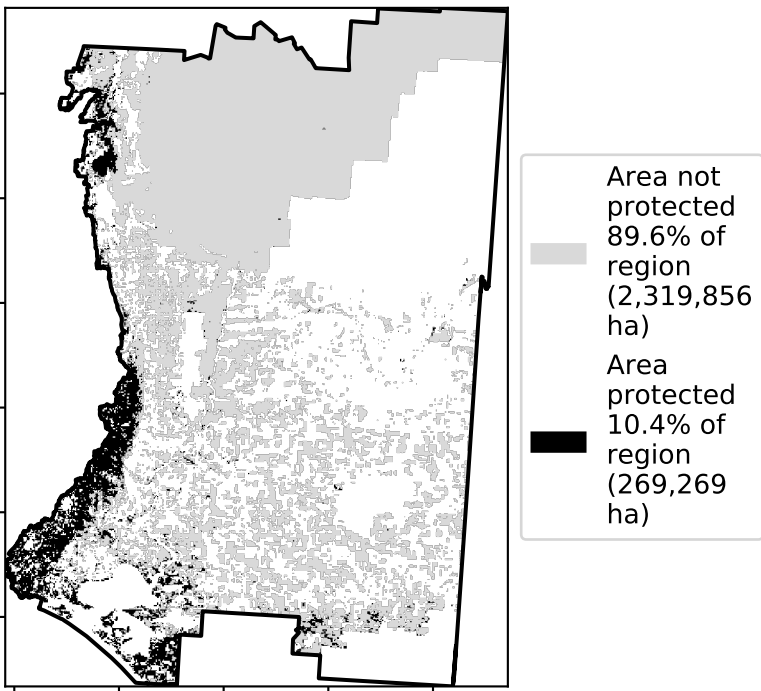 Area not
protected
89.6% of
region
(2,319,856
ha)
Area
protected
10.4% of
region
(269,269
ha)